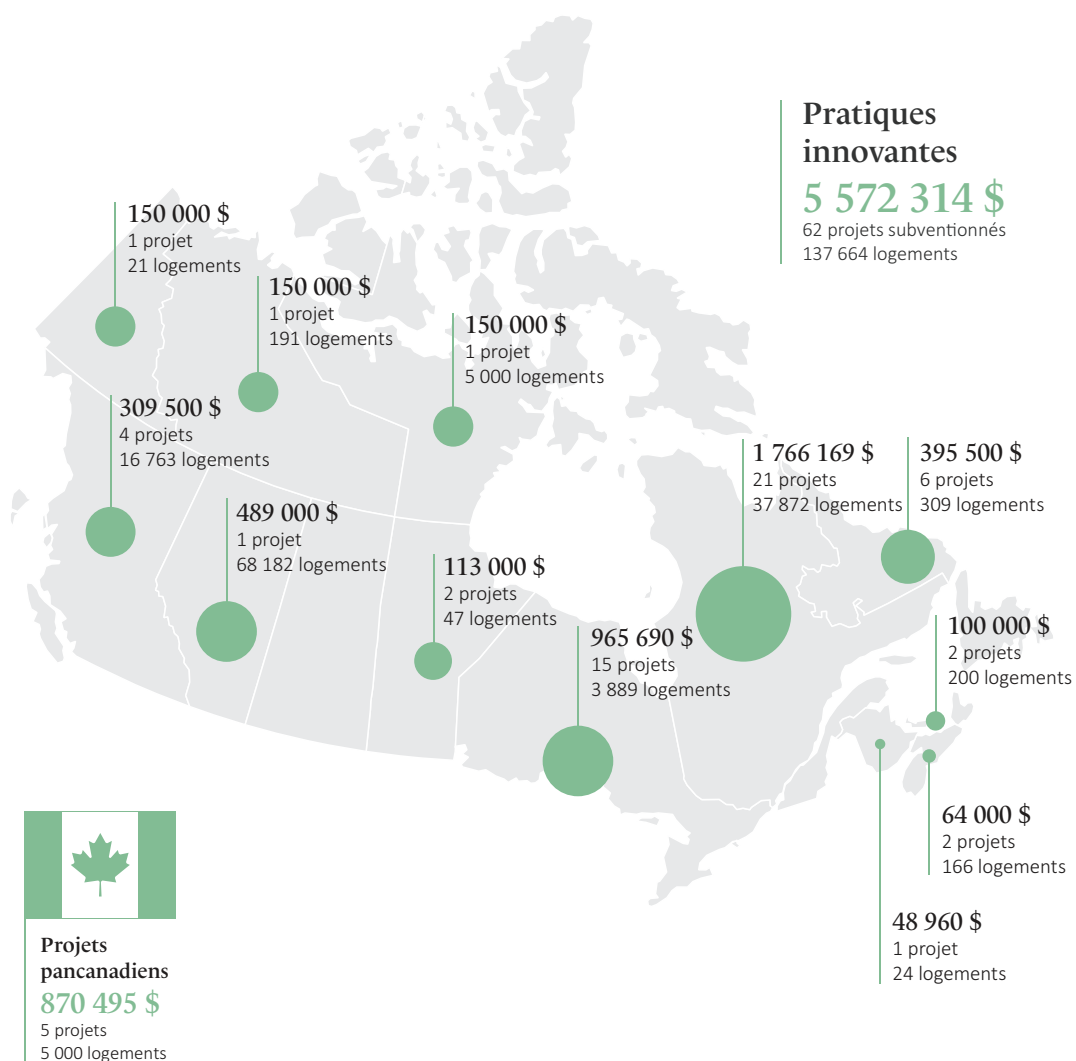 Pratiques
innovantes
5 572 314 $
62 projets subventionnés
137 664 logements
150 000 $
1 projet
21 logements
150 000 $
1 projet
191 logements
150 000 $
1 projet
5 000 logements
309 500 $
4 projets
16 763 logements
489 000 $
1 projet
68 182 logements
113 000 $
2 projets
47 logements
965 690 $
15 projets
3 889 logements
1 766 169 $
21 projets
37 872 logements
395 500 $
6 projets
309 logements
100 000 $
2 projets
200 logements
64 000 $
2 projets
166 logements
48 960 $
1 projet
24 logements
Projets
pancanadiens
870 495 $
5 projets
5 000 logements